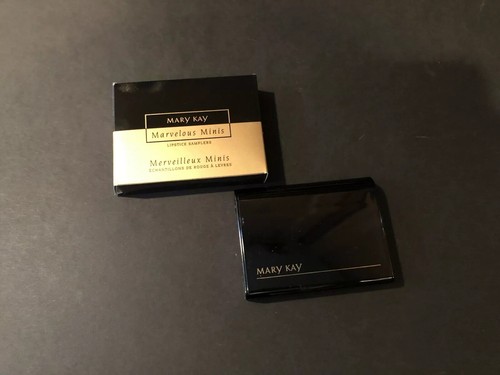 MARY KAY
Marvelous Minis
LIPSTICK SAMPLERS
Merveilleux Minis
ÉCHANTILLONS DE ROUGE À LÈVRES
MARY KAY